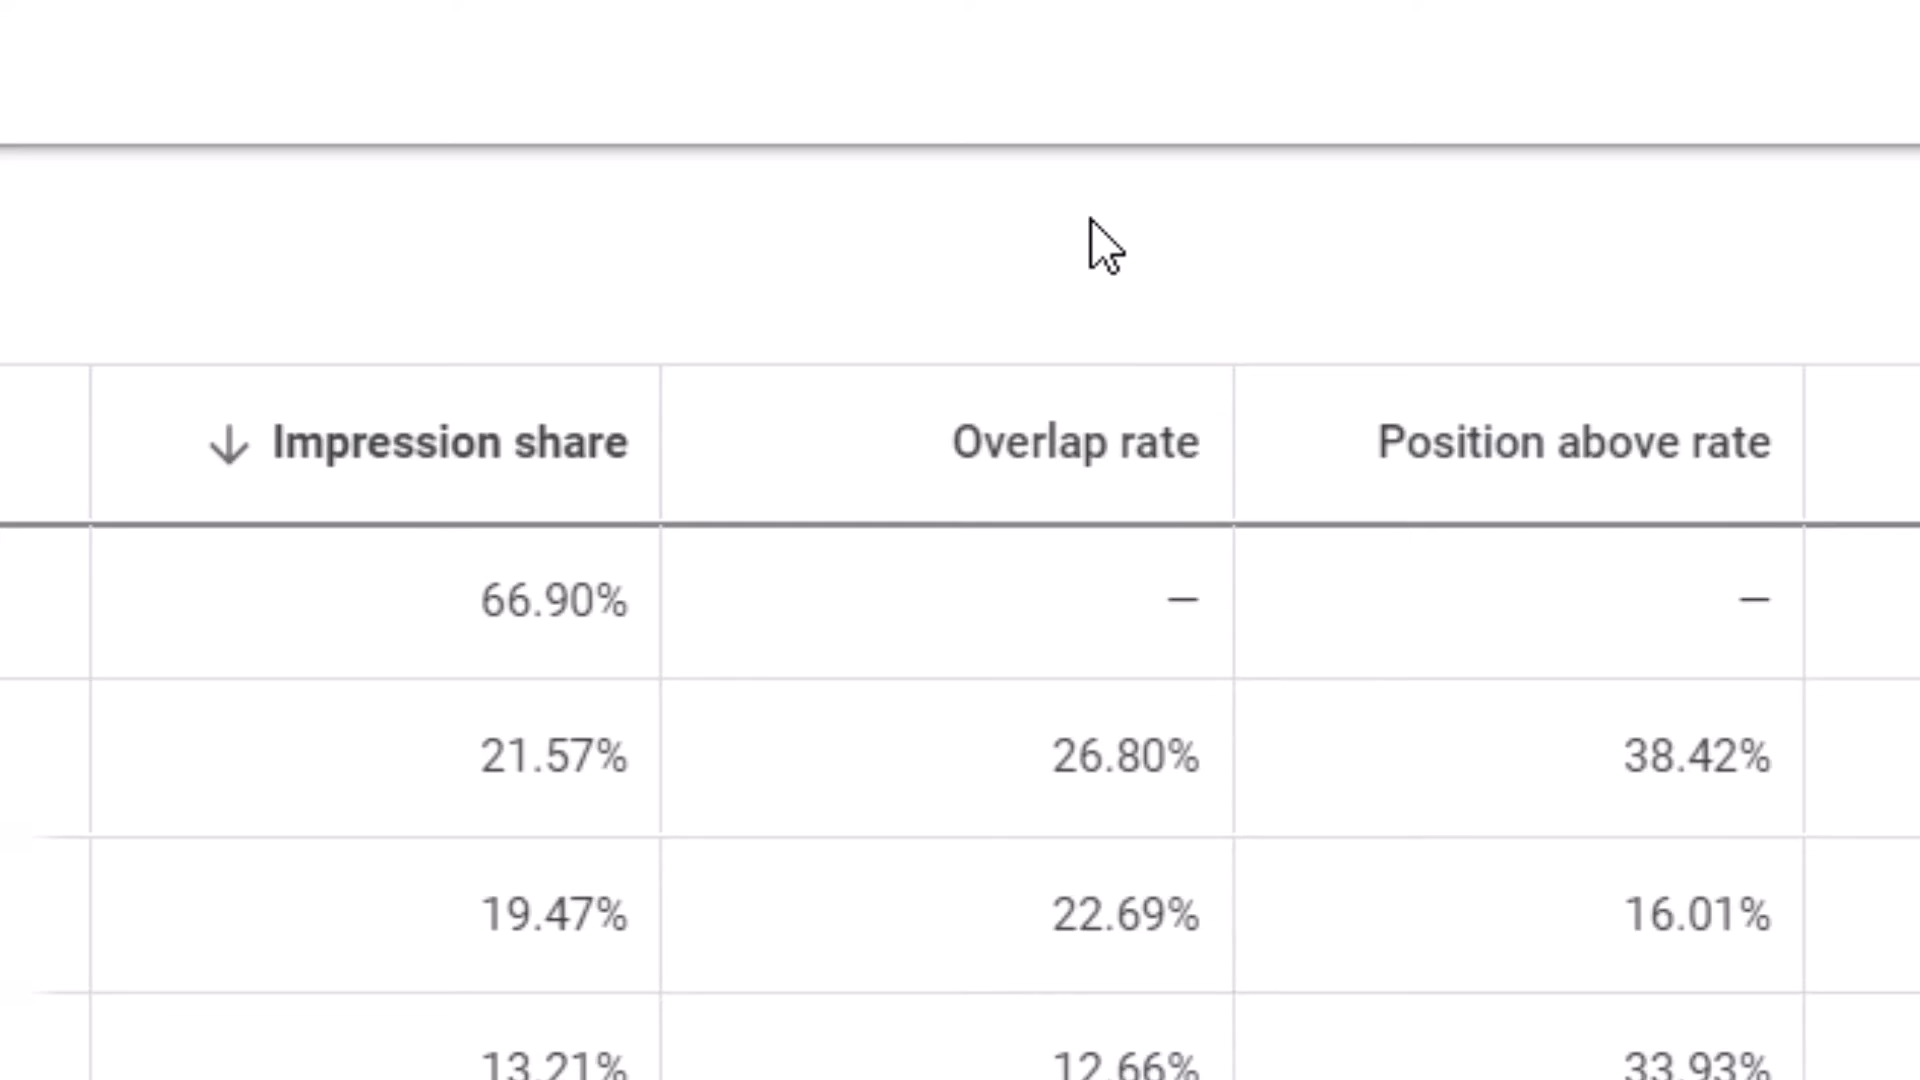 ↓ Impression share Overlap rate Position above rate
66.90% — —
21.57% 26.80% 38.42%
19.47% 22.69% 16.01%
13.21% 12.66% 33.93%